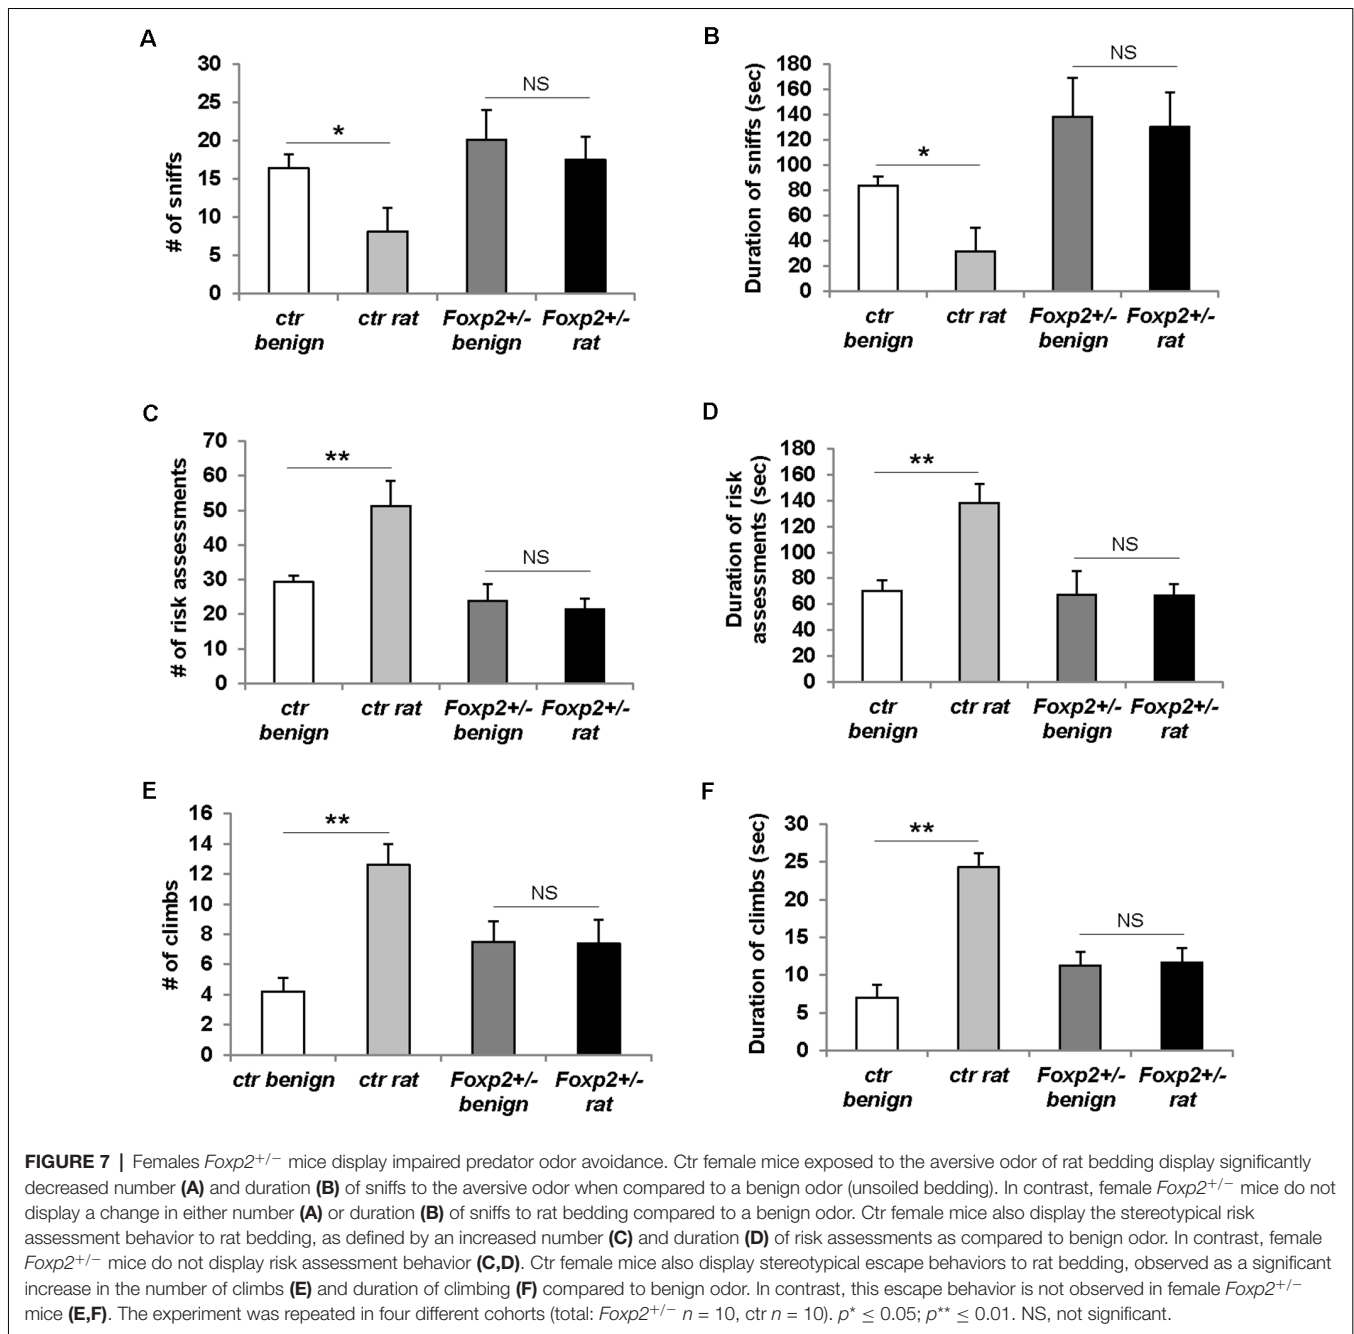 A
30
25
20
15
10
5
0
# of sniffs
*
NS
ctr
benign
ctr rat
Foxp2+/-
benign
Foxp2+/-
rat
B
180
160
140
120
100
80
60
40
20
0
Duration of sniffs (sec)
*
NS
ctr
benign
ctr rat
Foxp2+/-
benign
Foxp2+/-
rat
C
70
60
50
40
30
20
10
0
# of risk assessments
**
NS
ctr
benign
ctr rat
Foxp2+/-
benign
Foxp2+/-
rat
D
180
160
140
120
100
80
60
40
20
0
Duration of risk
assessments (sec)
**
NS
ctr
benign
ctr rat
Foxp2+/-
benign
Foxp2+/-
rat
E
16
14
12
10
8
6
4
2
0
# of climbs
**
NS
ctr benign
ctr rat
Foxp2+/-
benign
Foxp2+/-
rat
F
30
25
20
15
10
5
0
Duration of climbs (sec)
**
NS
ctr
benign
ctr rat
Foxp2+/-
benign
Foxp2+/-
rat
FIGURE 7 | Females Foxp2+/− mice display impaired predator odor avoidance. Ctr female mice exposed to the aversive odor of rat bedding display significantly
decreased number (A) and duration (B) of sniffs to the aversive odor when compared to a benign odor (unsoiled bedding). In contrast, female Foxp2+/− mice do not
display a change in either number (A) or duration (B) of sniffs to rat bedding compared to a benign odor. Ctr female mice also display the stereotypical risk
assessment behavior to rat bedding, as defined by an increased number (C) and duration (D) of risk assessments as compared to benign odor. In contrast, female
Foxp2+/− mice do not display risk assessment behavior (C,D). Ctr female mice also display stereotypical escape behaviors to rat bedding, observed as a significant
increase in the number of climbs (E) and duration of climbing (F) compared to benign odor. In contrast, this escape behavior is not observed in female Foxp2+/−
mice (E,F). The experiment was repeated in four different cohorts (total: Foxp2+/− n = 10, ctr n = 10). p* ≤ 0.05; p** ≤ 0.01. NS, not significant.